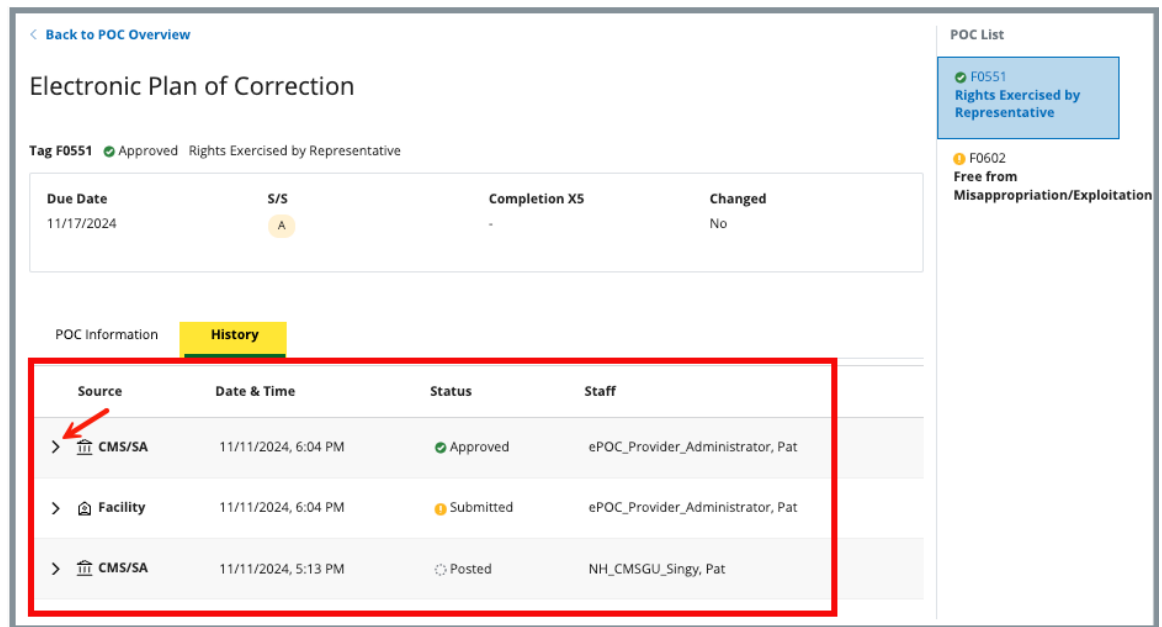 Back to POC Overview
Electronic Plan of Correction
Tag F0551 Approved Rights Exercised by Representative
Due Date S/S Completion X5 Changed
11/17/2024 A - No
POC Information History
Source Date & Time Status Staff
CMS/SA 11/11/2024, 6:04 PM Approved ePOC_Provider_Administrator, Pat
Facility 11/11/2024, 6:04 PM Submitted ePOC_Provider_Administrator, Pat
CMS/SA 11/11/2024, 5:13 PM Posted NH_CMSGU_Singy, Pat
POC List
F0551
Rights Exercised by
Representative
F0602
Free from
Misappropriation/Exploitation